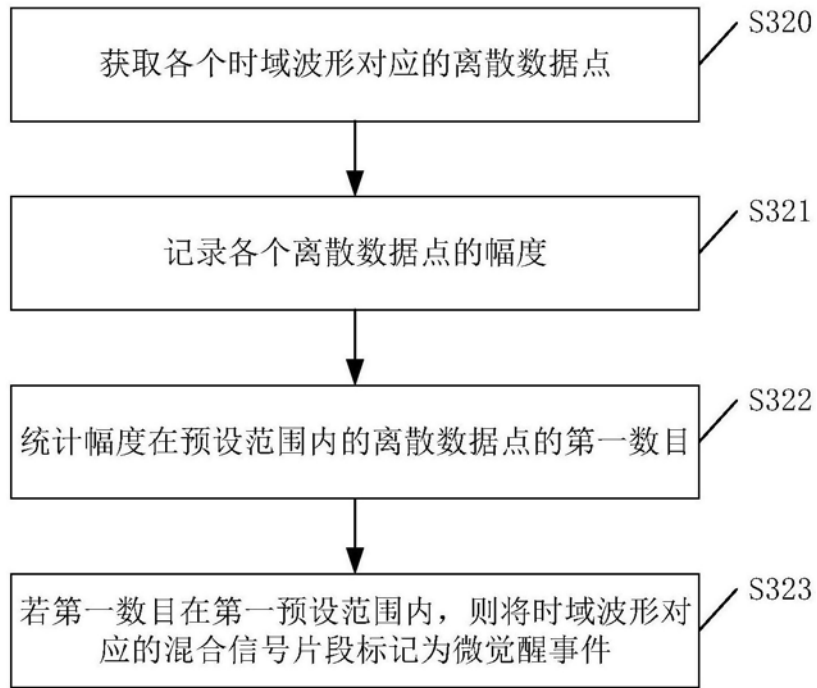 获取各个时域波形对应的离散数据点
S320
记录各个离散数据点的幅度
S321
统计幅度在预设范围内的离散数据点的第一数目
S322
若第一数目在第一预设范围内，则将时域波形对
应的混合信号片段标记为微觉醒事件
S323